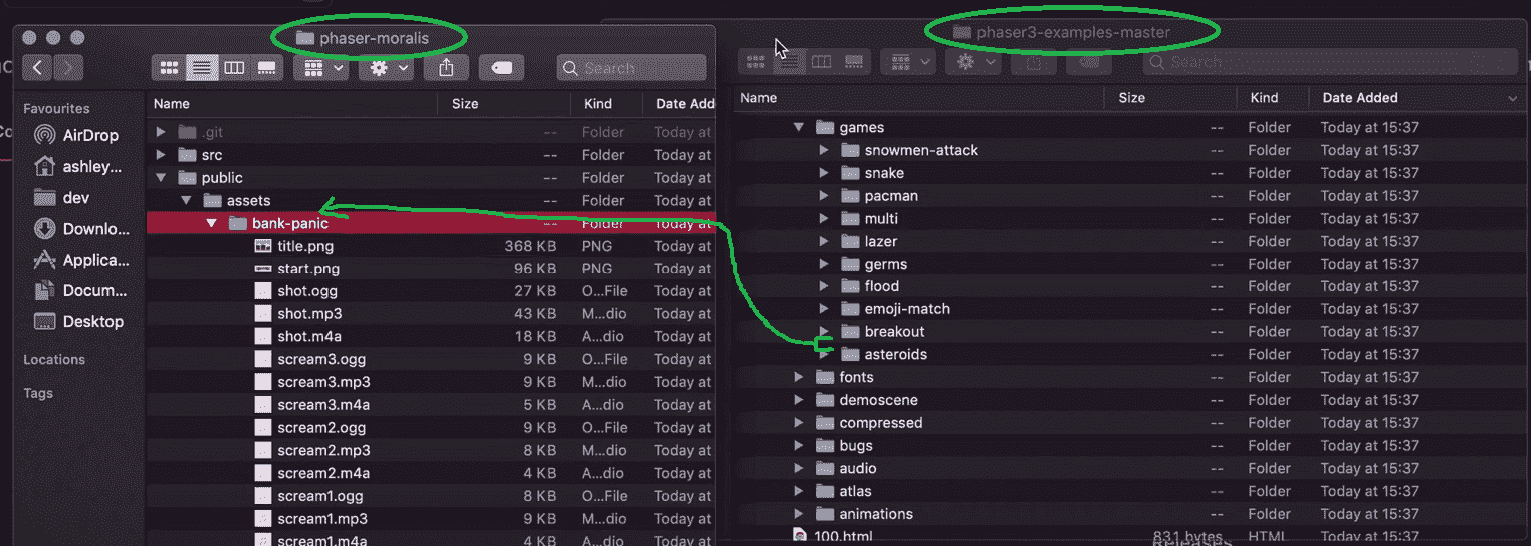 phaser-moralis
Search
Favourites
AirDrop
ashley...
dev
Downlo...
Applica...
Docum...
Desktop
Locations
Tags
Name Size Kind Date Add
.git -- Folder Today at
src -- Folder Today at
public -- Folder Today at
assets -- Folder Today at
bank-panic -- Folder Today at
title.png 368 KB PNG Today at
start.png 96 KB PNG Today at
shot.ogg 27 KB O...File Today at
shot.mp3 43 KB M...dio Today at
shot.m4a 18 KB A...dio Today at
scream3.ogg 9 KB O...File Today at
scream3.mp3 9 KB M...dio Today at
scream3.m4a 5 KB A...dio Today at
scream2.ogg 9 KB O...File Today at
scream2.mp3 8 KB M...dio Today at
scream2.m4a 4 KB A...dio Today at
scream1.ogg 8 KB O...File Today at
scream1.mp3 9 KB M...dio Today at
scream1.m4a 4 KB A...dio Today at
phaser3-examples-master
Search
Name Size Kind Date Added
games -- Folder Today at 15:37
snowmen-attack -- Folder Today at 15:37
snake -- Folder Today at 15:37
pacman -- Folder Today at 15:37
multi -- Folder Today at 15:37
lazer -- Folder Today at 15:37
germs -- Folder Today at 15:37
flood -- Folder Today at 15:37
emoji-match -- Folder Today at 15:37
breakout -- Folder Today at 15:37
asteroids -- Folder Today at 15:37
fonts -- Folder Today at 15:37
demoscene -- Folder Today at 15:37
compressed -- Folder Today at 15:37
bugs -- Folder Today at 15:37
audio -- Folder Today at 15:37
atlas -- Folder Today at 15:37
animations -- Folder Today at 15:37
100.html 831 bytes HTML Today at 15:37
Releases